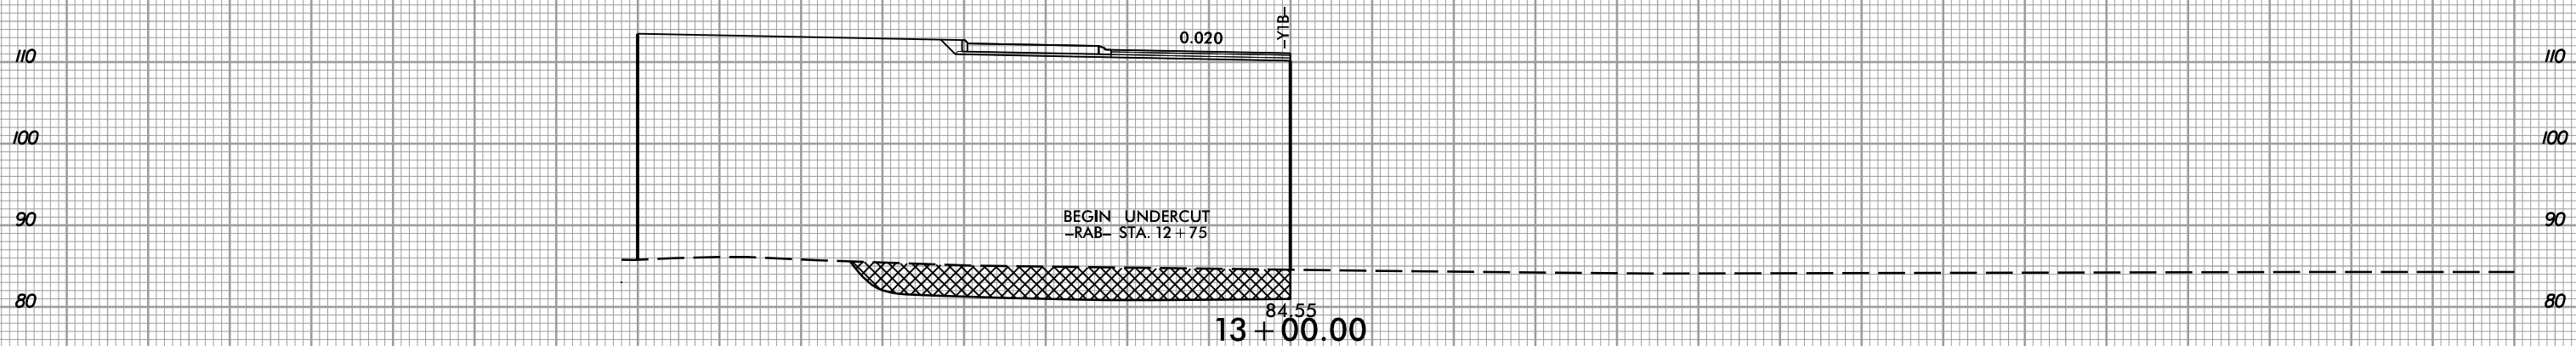 -Y1B-
0.020
110 110
100 100
90 90
BEGIN UNDERCUT
-RAB- STA. 12+75
80 80
84.55
13+00.00